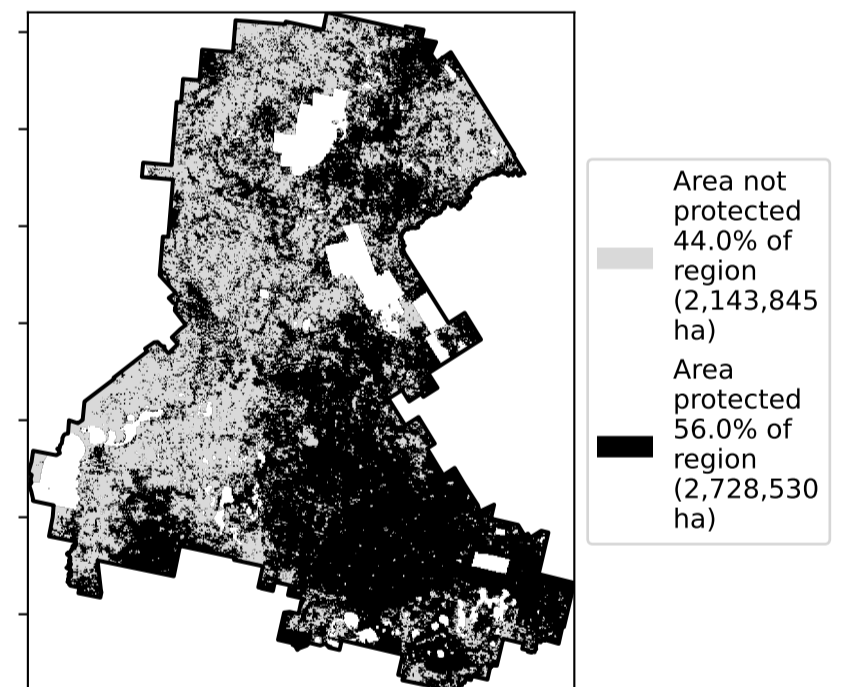 Area not
protected
44.0% of
region
(2,143,845
ha)
Area
protected
56.0% of
region
(2,728,530
ha)